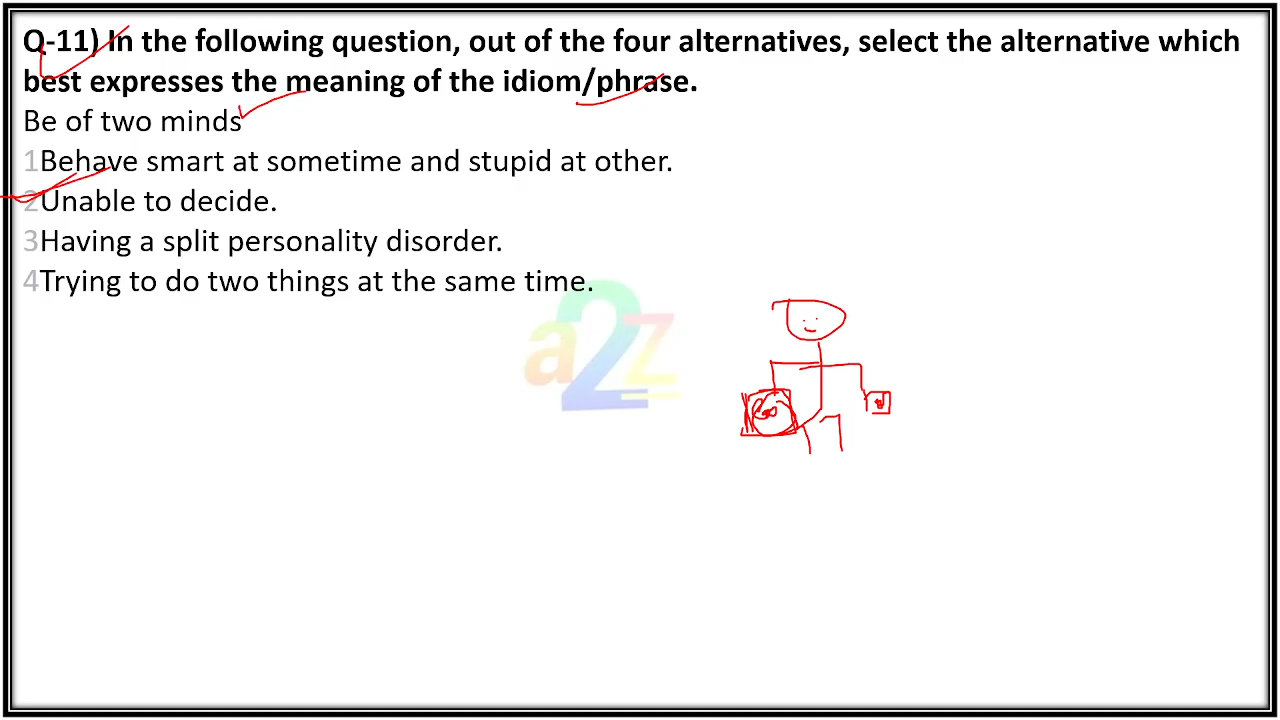 Q-11) In the following question, out of the four alternatives, select the alternative which
best expresses the meaning of the idiom/phrase.
Be of two minds
1Behave smart at sometime and stupid at other.
2Unable to decide.
3Having a split personality disorder.
4Trying to do two things at the same time.
a2z